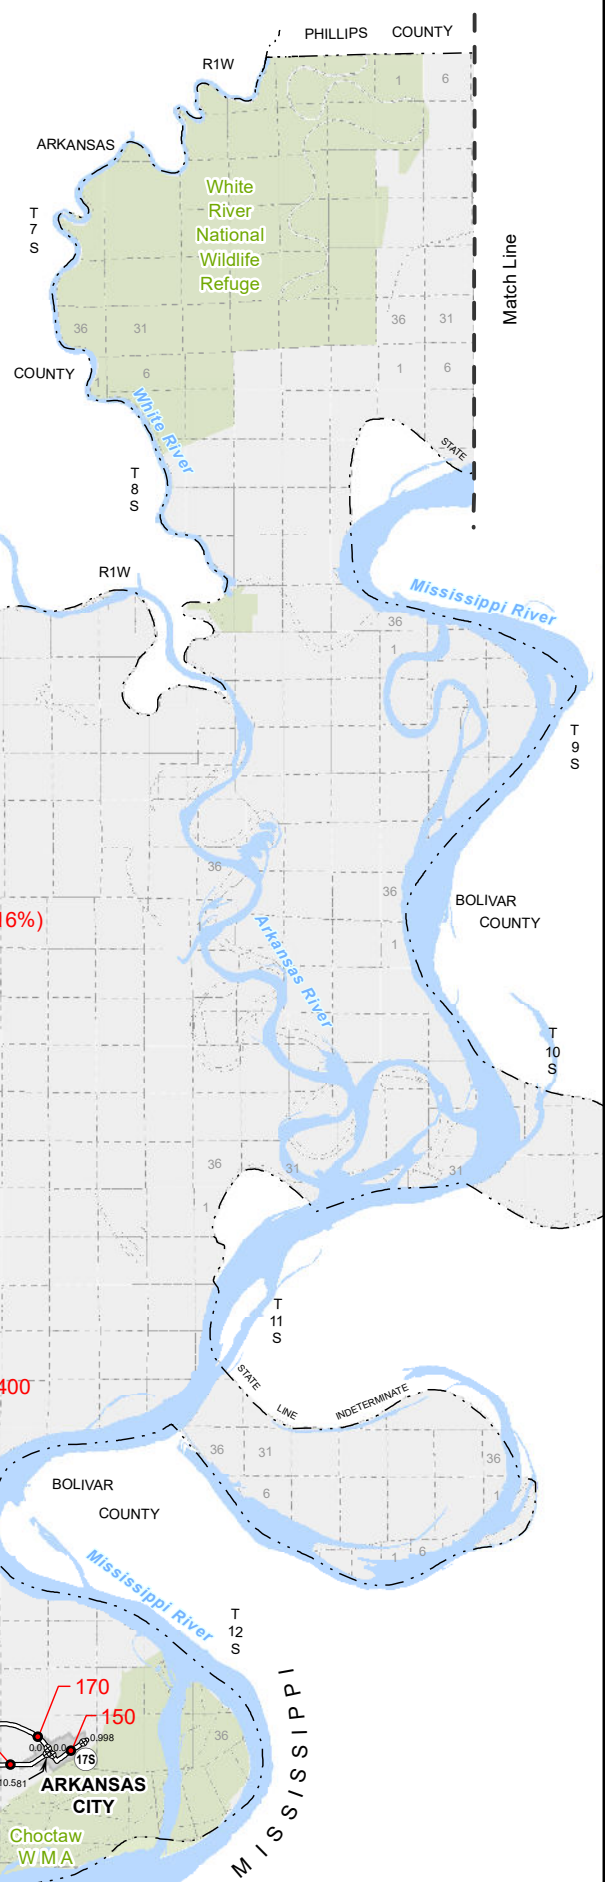 PHILLIPS COUNTY
R1W
1 6
ARKANSAS
White
River
National
Wildlife
Refuge
T
7
S
Match Line
36 31 36 31
COUNTY
1 6 1 6
White River
STATE
T
8
S
R1W
Mississippi River
36
1
T
9
S
36
36
16%)
BOLIVAR
COUNTY
Arkansas River
1
T
10
S
36 31 31
1
T
11
S
STATE
LINE
INDETERMINATE
400
36 31 36
6 1
BOLIVAR
COUNTY
1 6
Mississippi River
T
12
S
170
150
36
0.998
17S
10.581
ARKANSAS
CITY
Choctaw
WMA
MISSISSIPPI